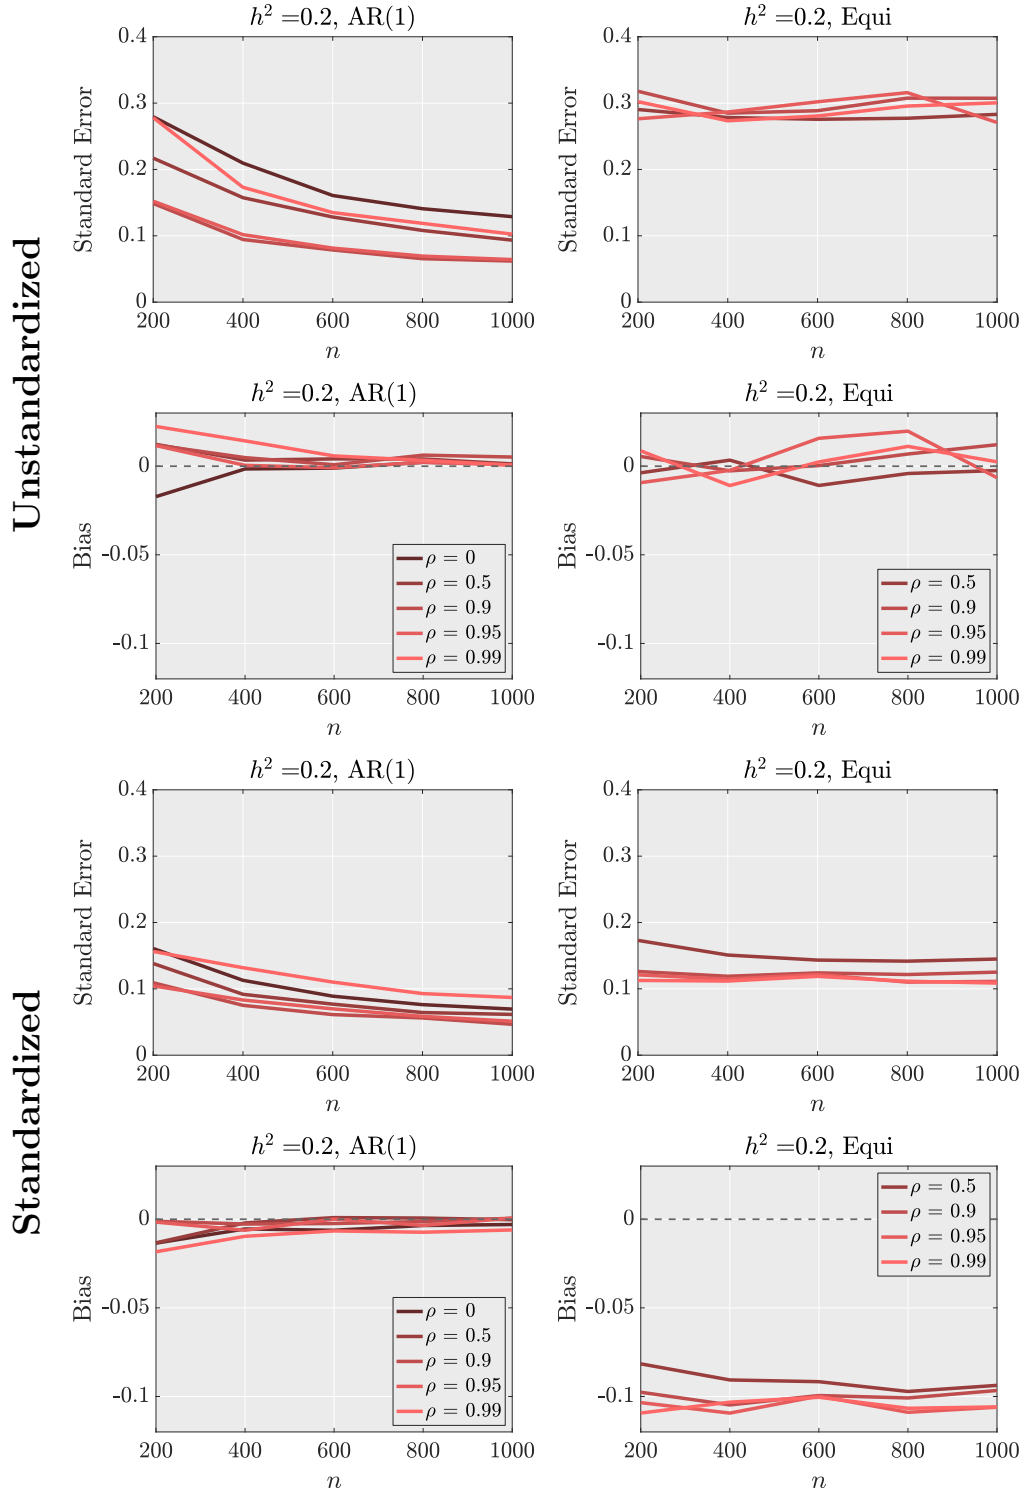 Unstandardized
h² =0.2, AR(1)
Standard Error
0.4
0.3
0.2
0.1
0
200 400 600 800 1000
n
h² =0.2, Equi
Standard Error
0.4
0.3
0.2
0.1
0
200 400 600 800 1000
n
h² =0.2, AR(1)
Bias
0
-0.05
-0.1
ρ = 0
ρ = 0.5
ρ = 0.9
ρ = 0.95
ρ = 0.99
200 400 600 800 1000
n
h² =0.2, Equi
Bias
0
-0.05
-0.1
ρ = 0.5
ρ = 0.9
ρ = 0.95
ρ = 0.99
200 400 600 800 1000
n
Standardized
h² =0.2, AR(1)
Standard Error
0.4
0.3
0.2
0.1
0
200 400 600 800 1000
n
h² =0.2, Equi
Standard Error
0.4
0.3
0.2
0.1
0
200 400 600 800 1000
n
h² =0.2, AR(1)
Bias
0
-0.05
-0.1
ρ = 0
ρ = 0.5
ρ = 0.9
ρ = 0.95
ρ = 0.99
200 400 600 800 1000
n
h² =0.2, Equi
Bias
0
-0.05
-0.1
ρ = 0.5
ρ = 0.9
ρ = 0.95
ρ = 0.99
200 400 600 800 1000
n